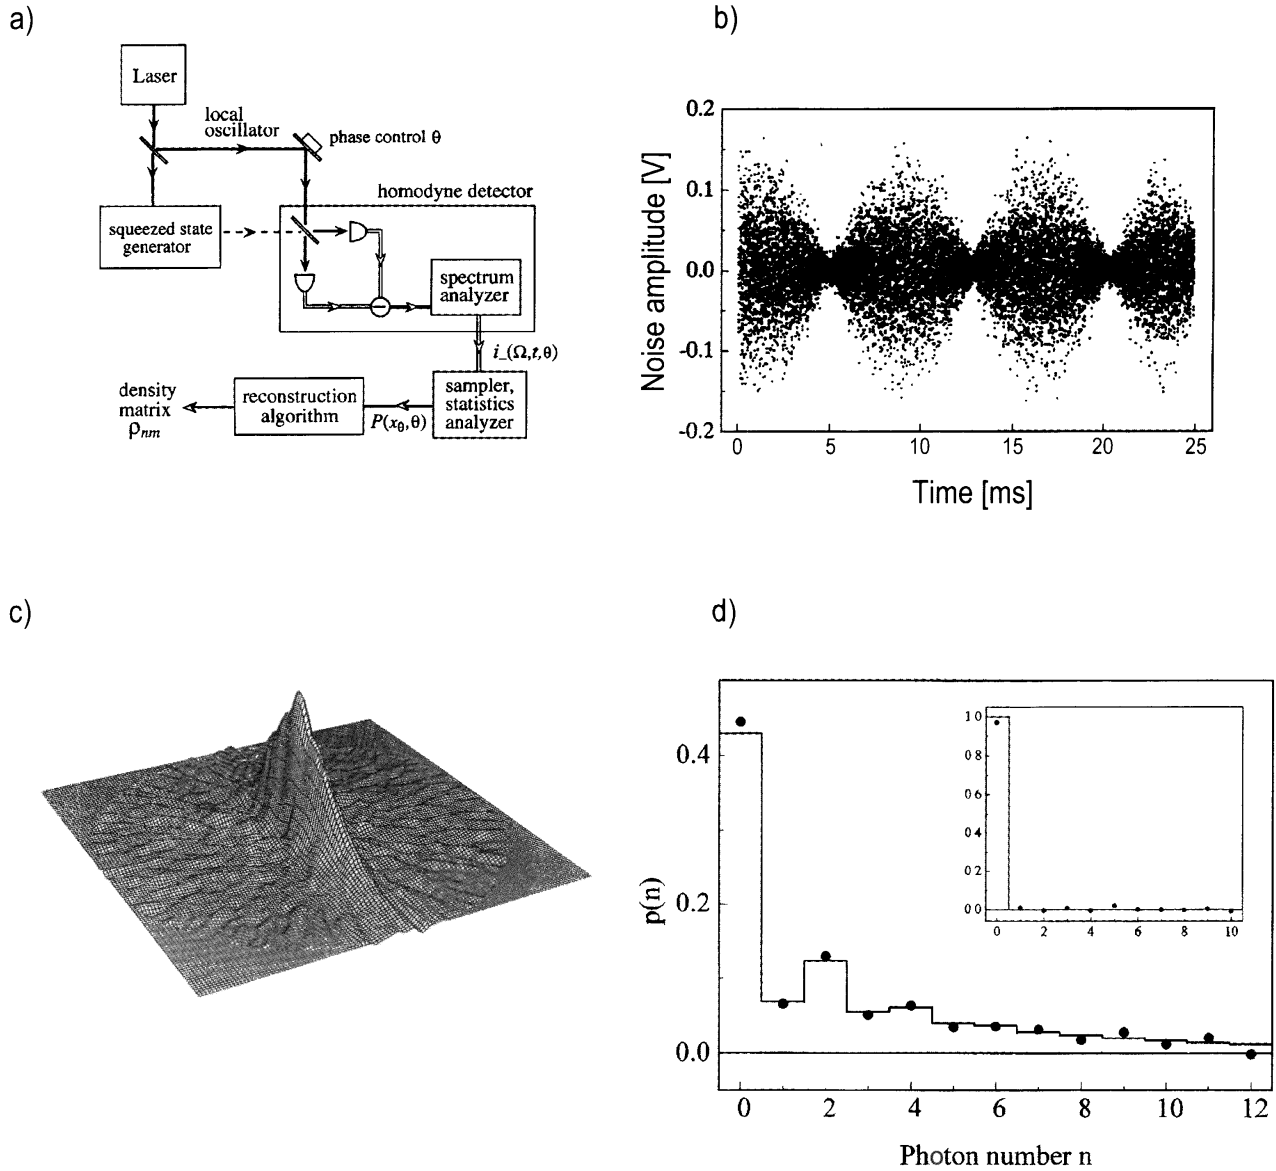 a)
Laser
local
oscillator
phase control θ
homodyne detector
squeezed state
generator
spectrum
analyzer
i_(Ω,t,θ)
density
matrix
ρnm
reconstruction
algorithm
P(xθ,θ)
sampler,
statistics
analyzer
b)
Noise amplitude [V]
0.2
0.1
0.0
-0.1
-0.2
0 5 10 15 20 25
Time [ms]
c)
d)
p(n)
0.4
0.2
0.0
0 2 4 6 8 10 12
Photon number n
1 0
0 8
0 6
0 4
0 2
0.0
0 2 4 6 8 10